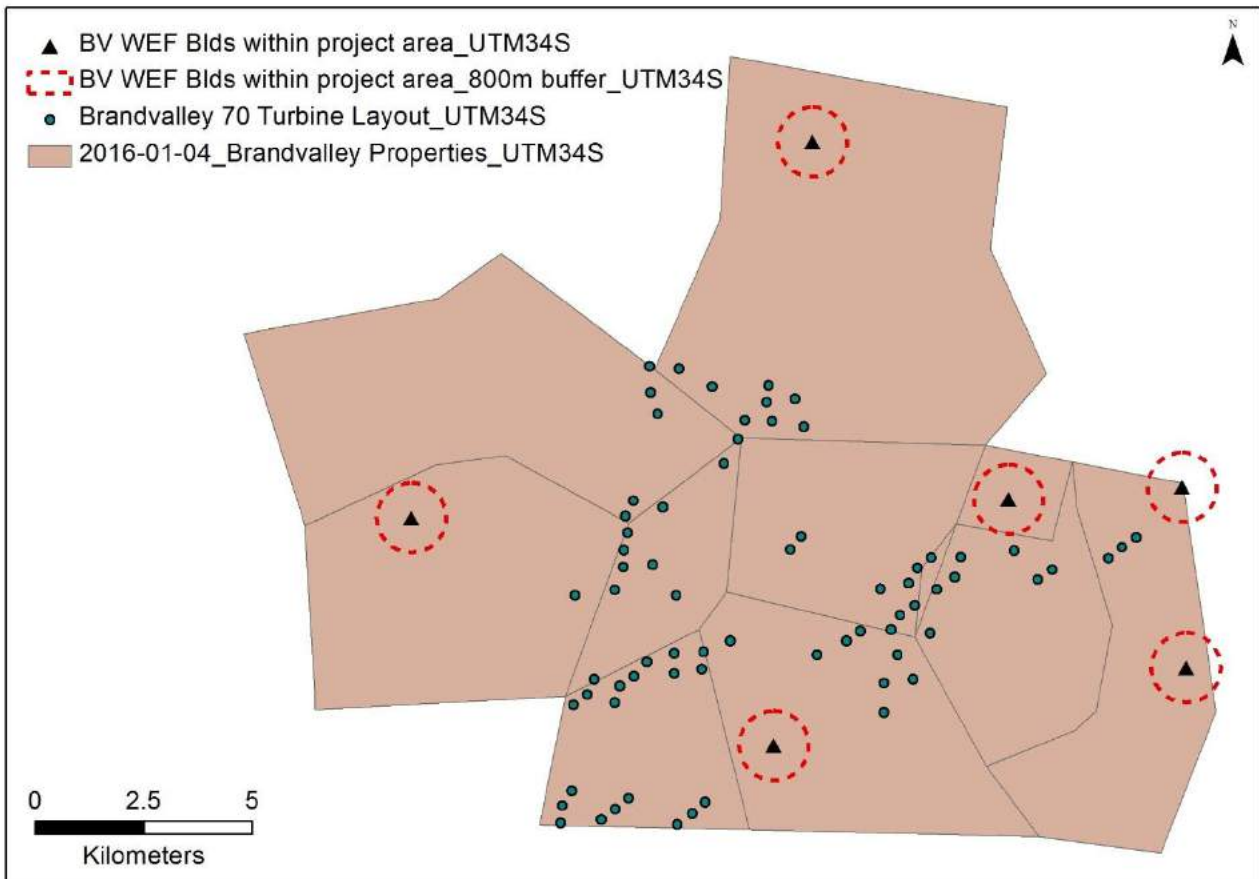 BV WEF Blds within project area_UTM34S
BV WEF Blds within project area_800m buffer_UTM34S
Brandvalley 70 Turbine Layout_UTM34S
2016-01-04_Brandvalley Properties_UTM34S
N
0 2.5 5
Kilometers